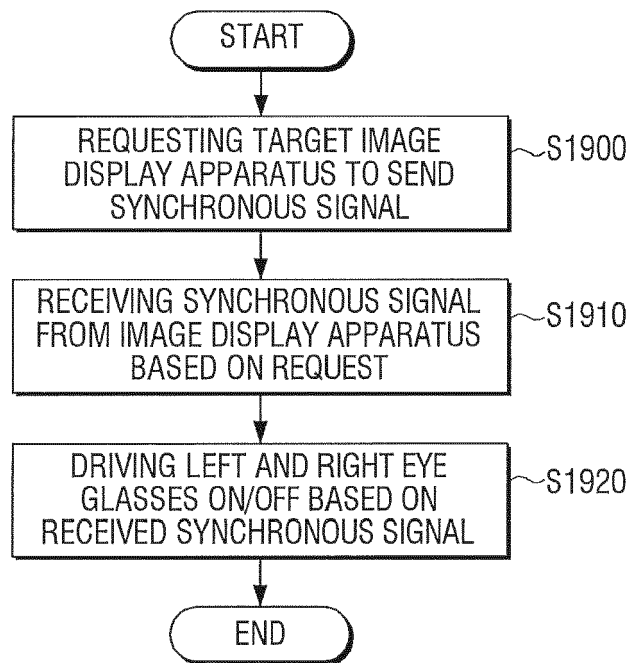 START
REQUESTING TARGET IMAGE
DISPLAY APPARATUS TO SEND
SYNCHRONOUS SIGNAL
S1900
RECEIVING SYNCHRONOUS SIGNAL
FROM IMAGE DISPLAY APPARATUS
BASED ON REQUEST
S1910
DRIVING LEFT AND RIGHT EYE
GLASSES ON/OFF BASED ON
RECEIVED SYNCHRONOUS SIGNAL
S1920
END